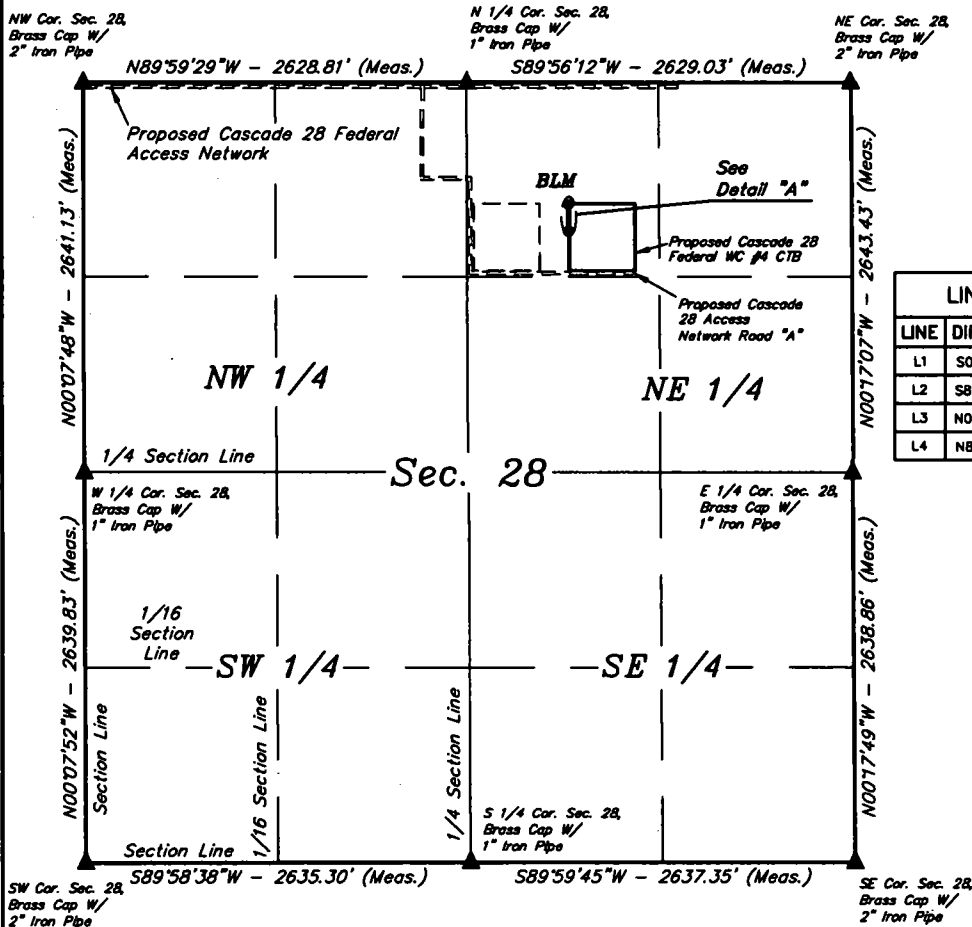 NW Cor. Sec. 28,
Brass Cap W/
2" Iron Pipe
N 1/4 Cor. Sec. 28,
Brass Cap W/
1" Iron Pipe
NE Cor. Sec. 28,
Brass Cap W/
2" Iron Pipe
N89°59'29"W - 2628.81' (Meas.)
S89°56'12"W - 2629.03' (Meas.)
Proposed Cascade 28 Federal
Access Network
N00°07'48"W - 2641.13' (Meas.)
BLM
See
Detail "A"
Proposed Cascade 28
Federal WC #4 CTB
Proposed Cascade
28 Access
Network Road "A"
N00°17'07"W - 2643.43' (Meas.)
LIN
LINE DI
L1 S0
L2 S8
L3 N0
L4 N8
NW 1/4
NE 1/4
1/4 Section Line
Sec. 28
W 1/4 Cor. Sec. 28,
Brass Cap W/
1" Iron Pipe
E 1/4 Cor. Sec. 28,
Brass Cap W/
1" Iron Pipe
N00°07'52"W - 2639.83' (Meas.)
1/16
Section
Line
SW 1/4
SE 1/4
N00°17'49"W - 2638.86' (Meas.)
Section Line
1/16 Section Line
1/4 Section Line
S 1/4 Cor. Sec. 28,
Brass Cap W/
1" Iron Pipe
Section Line
S89°58'38"W - 2635.30' (Meas.)
S89°59'45"W - 2637.35' (Meas.)
SW Cor. Sec. 28,
Brass Cap W/
2" Iron Pipe
SE Cor. Sec. 28,
Brass Cap W/
2" Iron Pipe